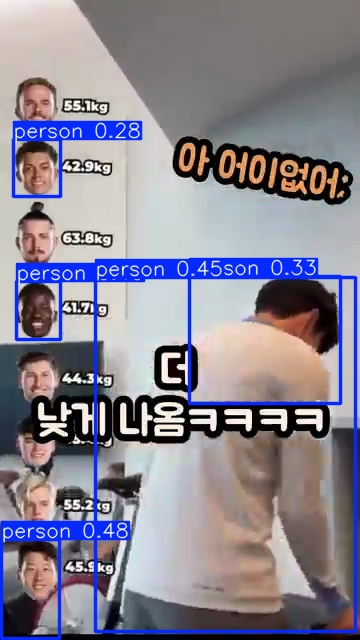 55.1kg
person 0.28
42.9kg
아 어이없어;
63.8kg
person
person 0.45
son 0.33
41.7kg
더
44.3kg
낮게 나옴ㅋㅋㅋㅋ
55.2kg
person 0.48
45.9kg